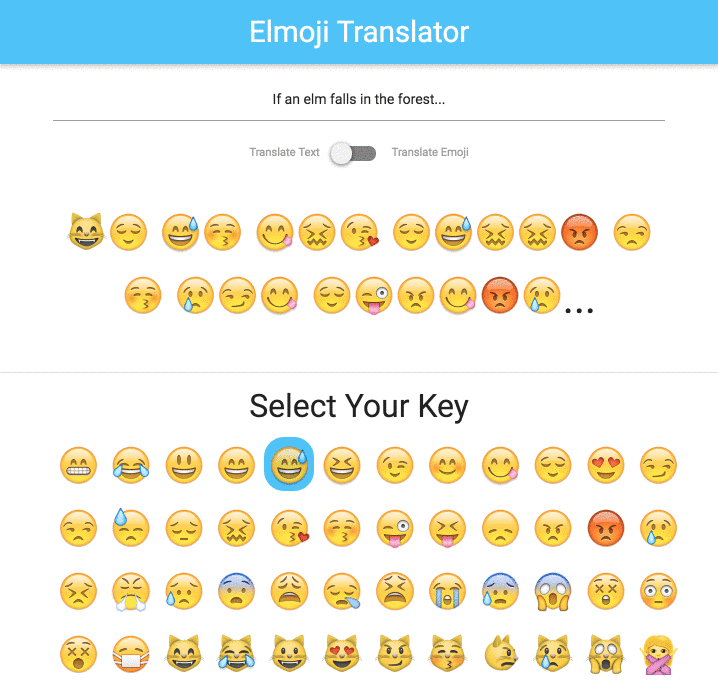 Elmoji Translator
If an elm falls in the forest...
Translate Text Translate Emoji
😸😌 😅😚 😋😖😘 😌😅😖😖😡 😒
😚 😢😏😋 😌😜😠😋😡😢...
Select Your Key